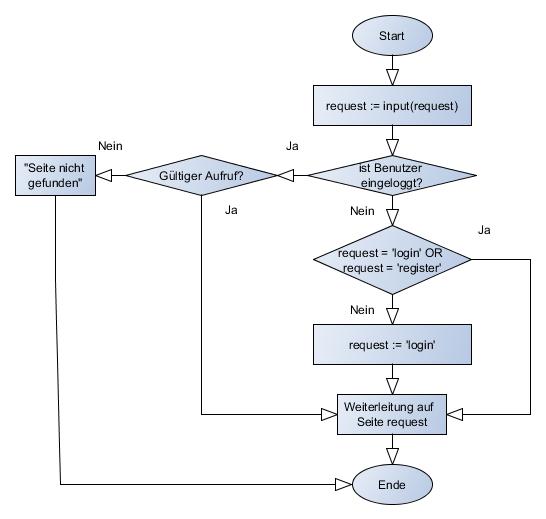 Start
request := input(request)
ist Benutzer
eingeloggt?
Ja
Gültiger Aufruf?
Nein
"Seite nicht
gefunden"
Ja
Nein
request = 'login' OR
request = 'register'
Ja
Nein
request := 'login'
Weiterleitung auf
Seite request
Ende